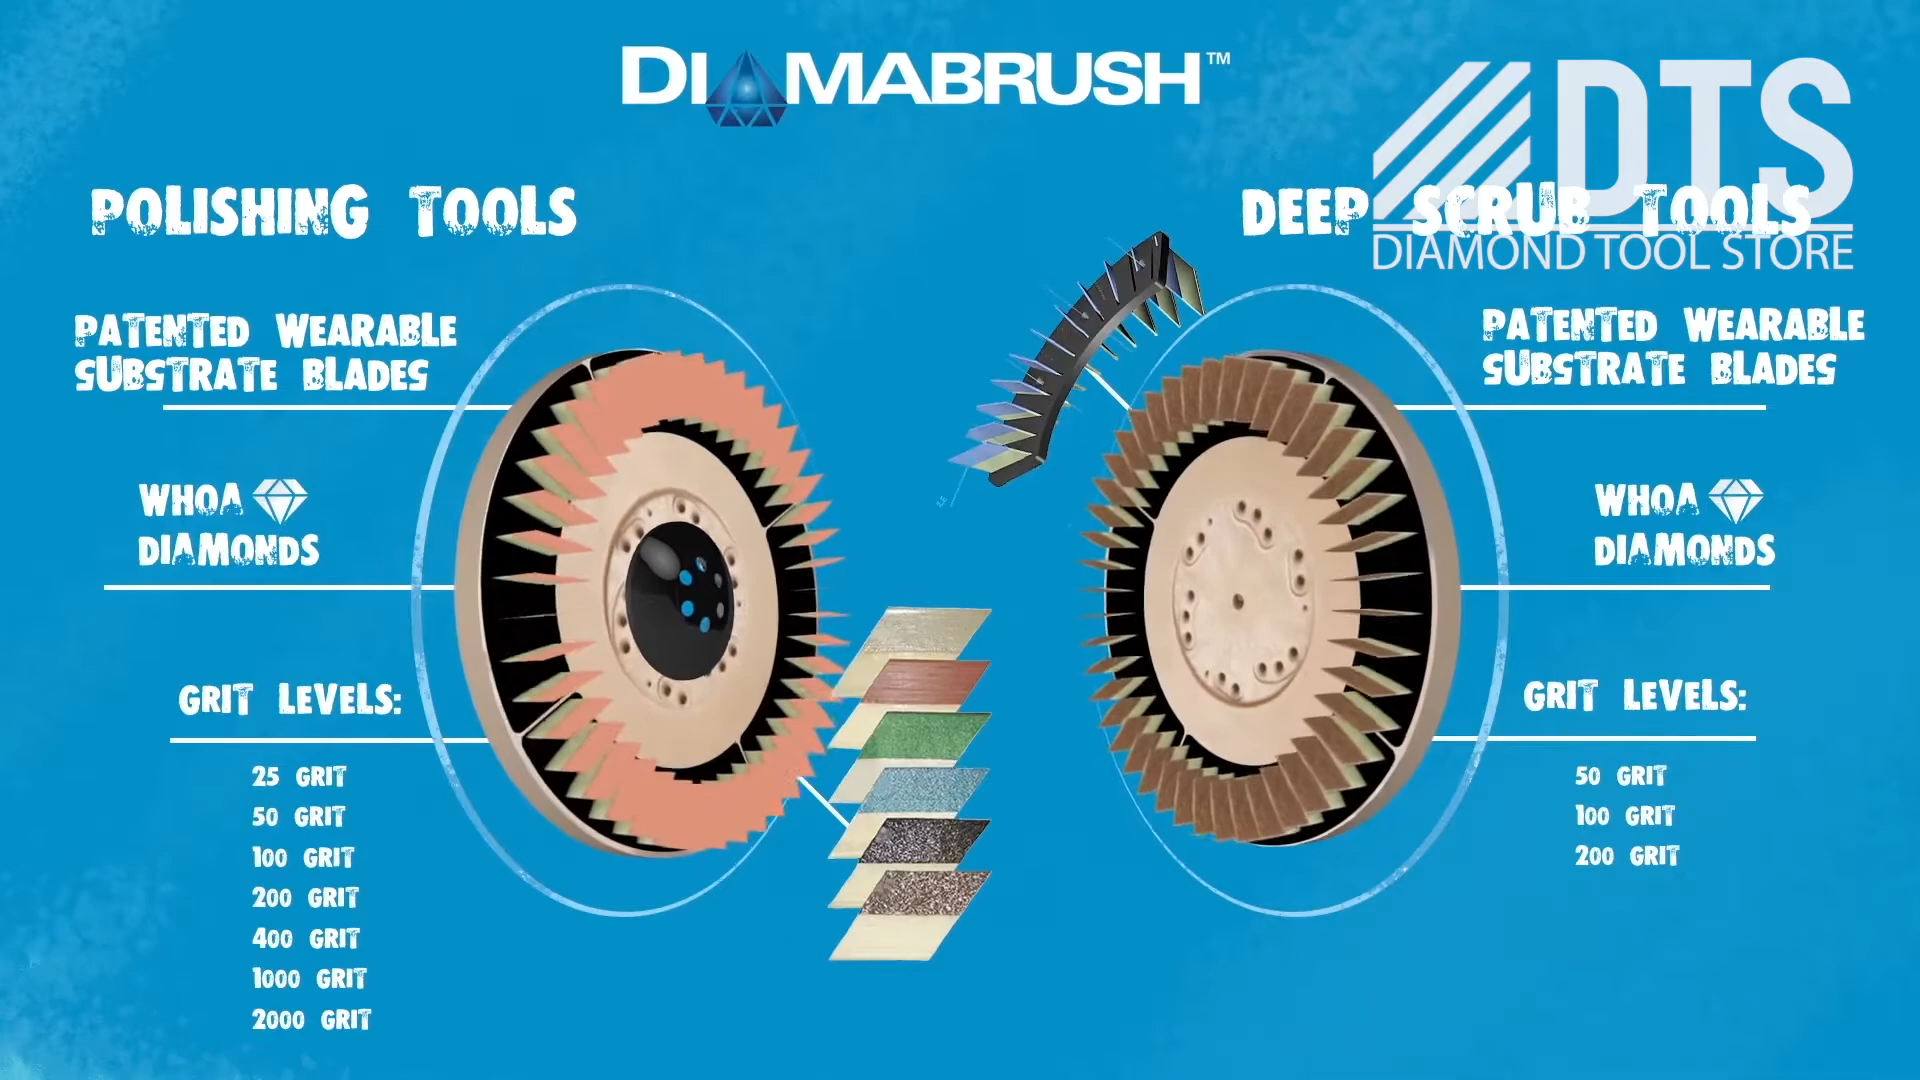 DIAMABRUSH™
DTS
DIAMOND TOOL STORE
POLISHING TOOLS
PATENTED WEARABLE
SUBSTRATE BLADES
WHOA
DIAMONDS
GRIT LEVELS:
25 GRIT
50 GRIT
100 GRIT
200 GRIT
400 GRIT
1000 GRIT
2000 GRIT
DEEP SCRUB TOOLS
PATENTED WEARABLE
SUBSTRATE BLADES
WHOA
DIAMONDS
GRIT LEVELS:
50 GRIT
100 GRIT
200 GRIT